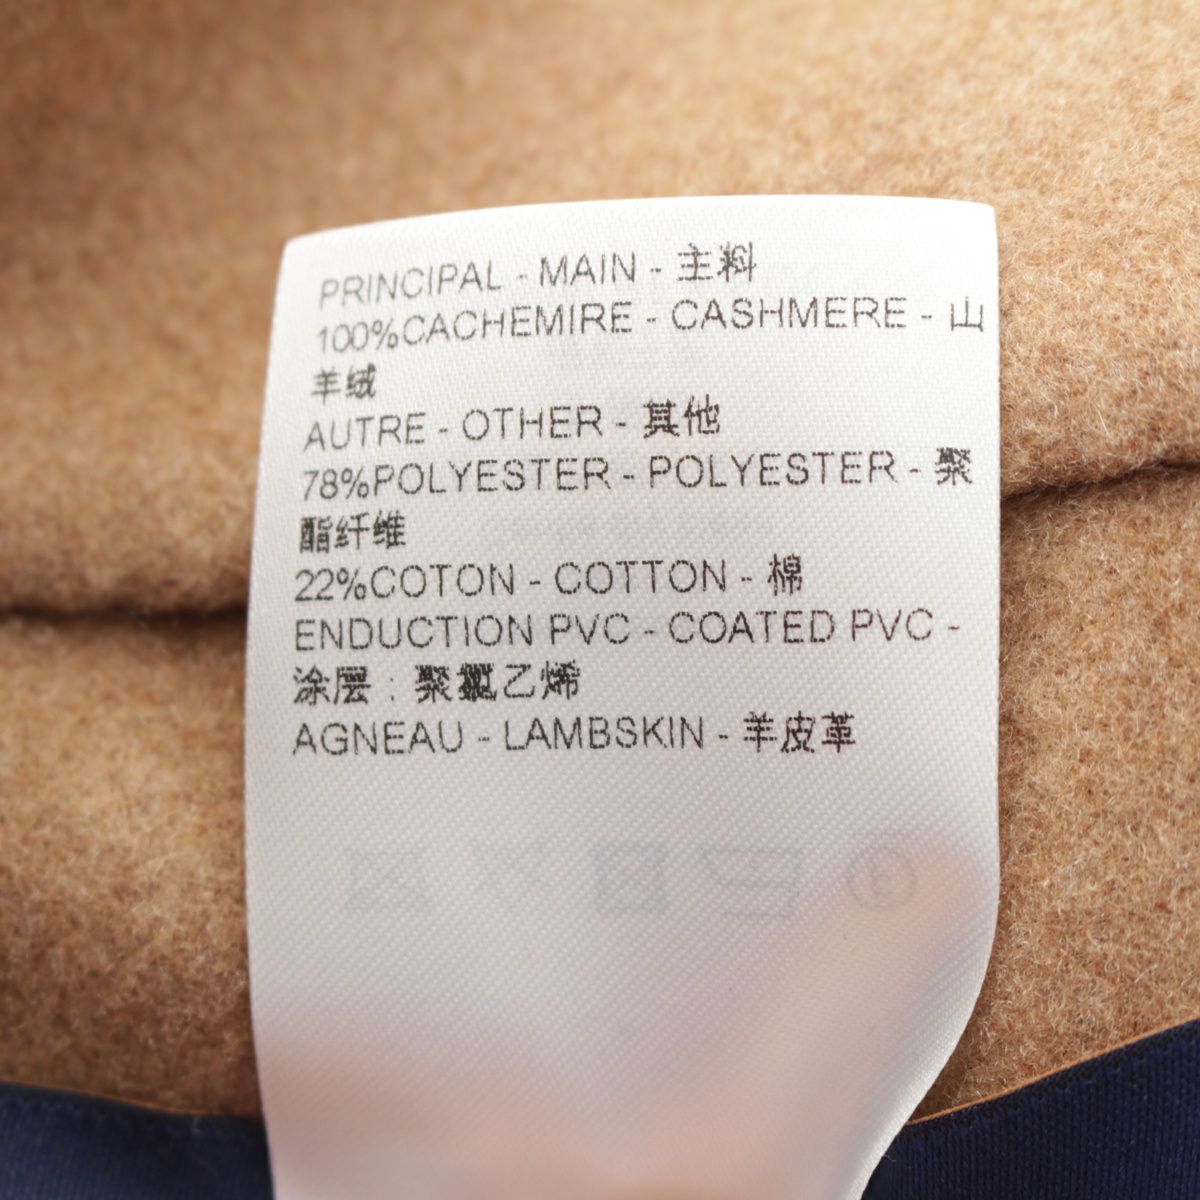 PRINCIPAL - MAIN - 主料
100%CACHEMIRE - CASHMERE - 山
羊绒
AUTRE - OTHER - 其他
78%POLYESTER - POLYESTER - 聚
酯纤维
22%COTON - COTTON - 棉
ENDUCTION PVC - COATED PVC -
涂层 : 聚氯乙烯
AGNEAU - LAMBSKIN - 羊皮革